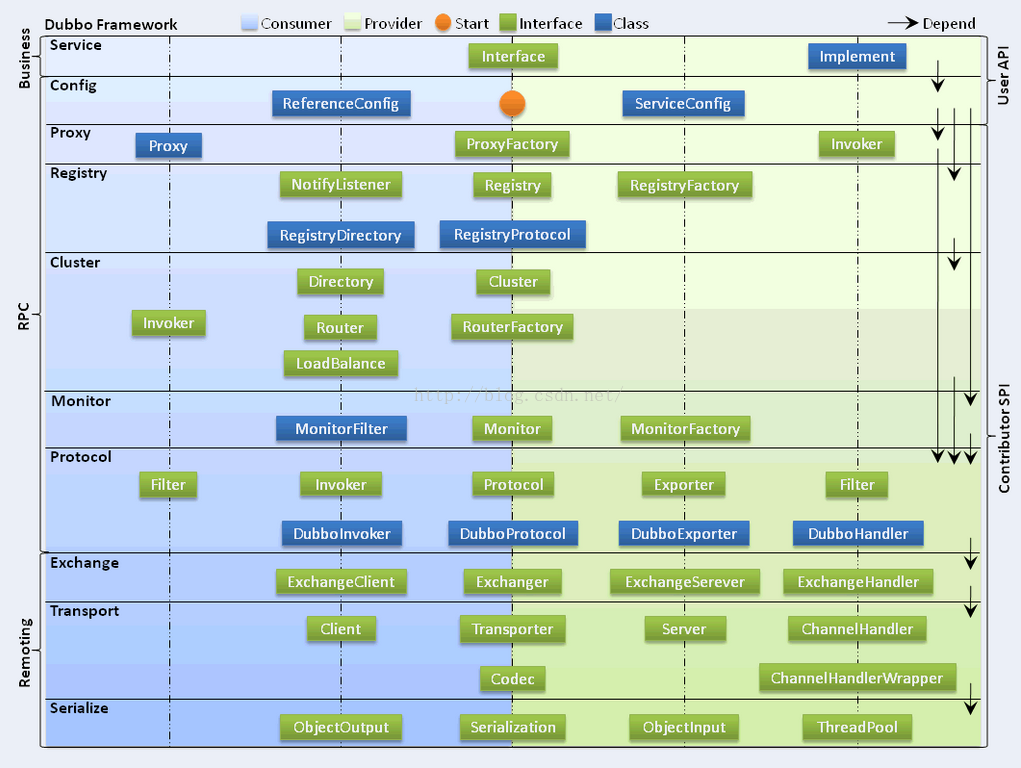 Dubbo Framework Consumer Provider Start Interface Class Depend
Business
Service
Interface Implement
User API
Config
ReferenceConfig ServiceConfig
Proxy
Proxy ProxyFactory Invoker
Registry
NotifyListener Registry RegistryFactory
RegistryDirectory RegistryProtocol
RPC
Cluster
Directory Cluster
Invoker Router RouterFactory
LoadBalance
http://blog.csdn.net/
Monitor
MonitorFilter Monitor MonitorFactory
Contributor SPI
Protocol
Filter Invoker Protocol Exporter Filter
DubboInvoker DubboProtocol DubboExporter DubboHandler
Remoting
Exchange
ExchangeClient Exchanger ExchangeSerever ExchangeHandler
Transport
Client Transporter Server ChannelHandler
Codec ChannelHandlerWrapper
Serialize
ObjectOutput Serialization ObjectInput ThreadPool